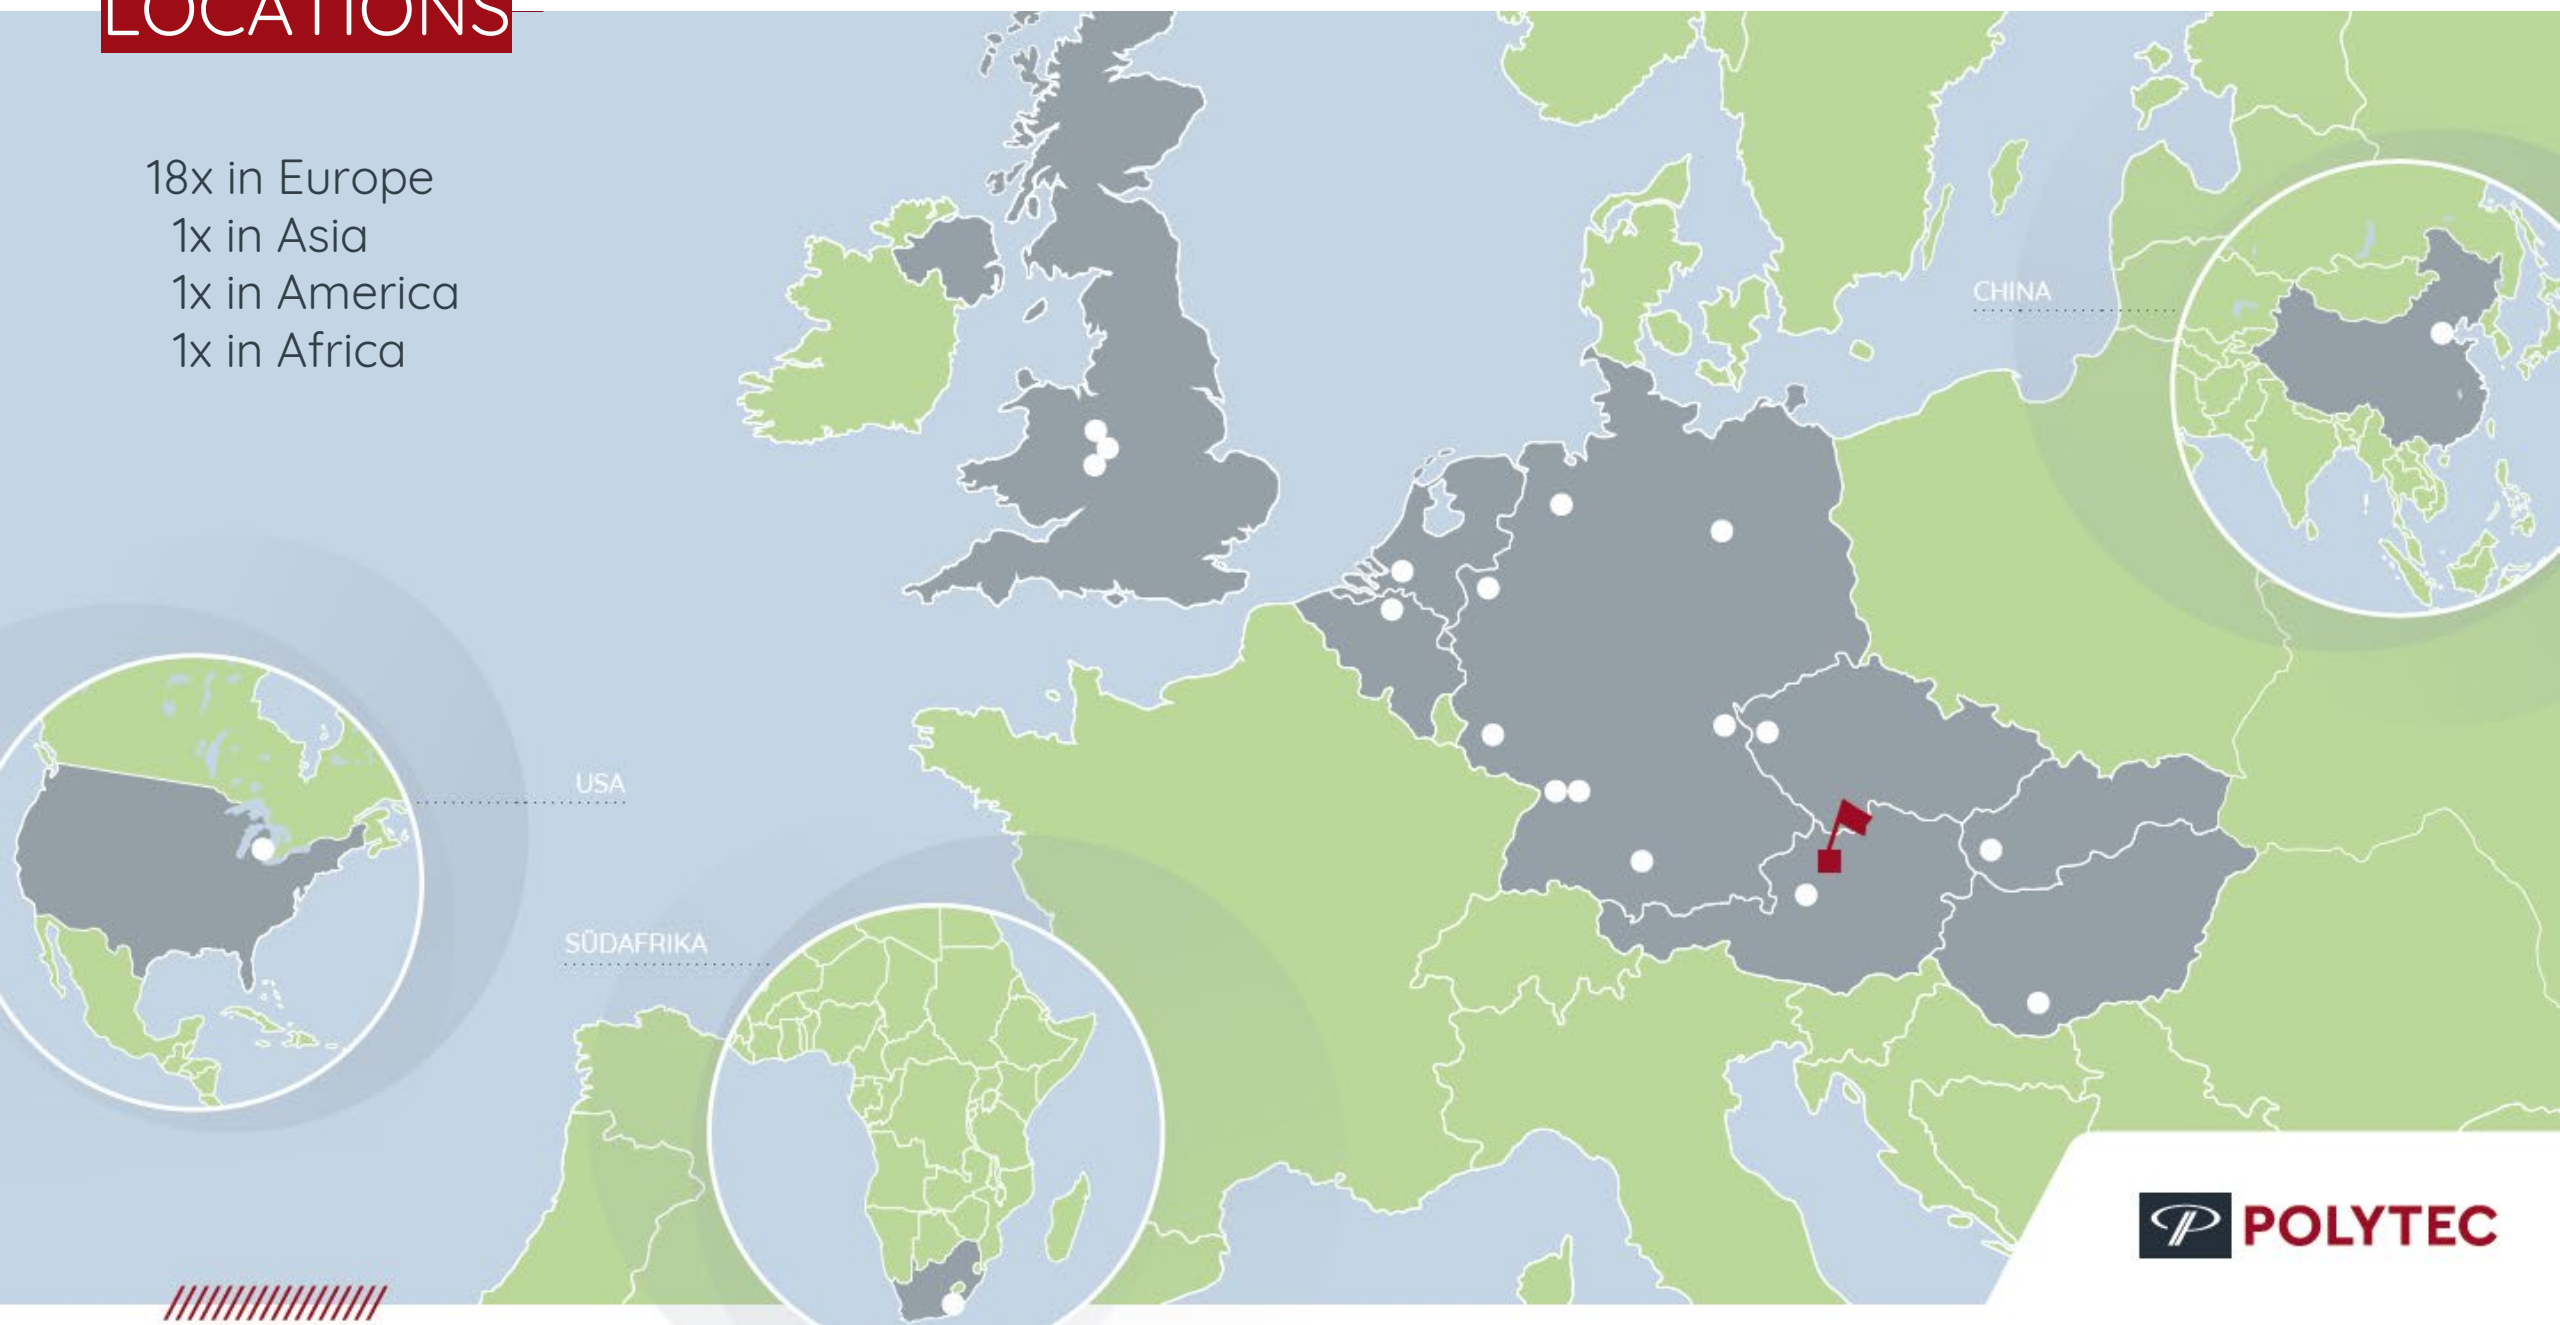 LOCATIONS
18x in Europe
1x in Asia
1x in America
1x in Africa
CHINA
USA
SÜDAFRIKA
POLYTEC